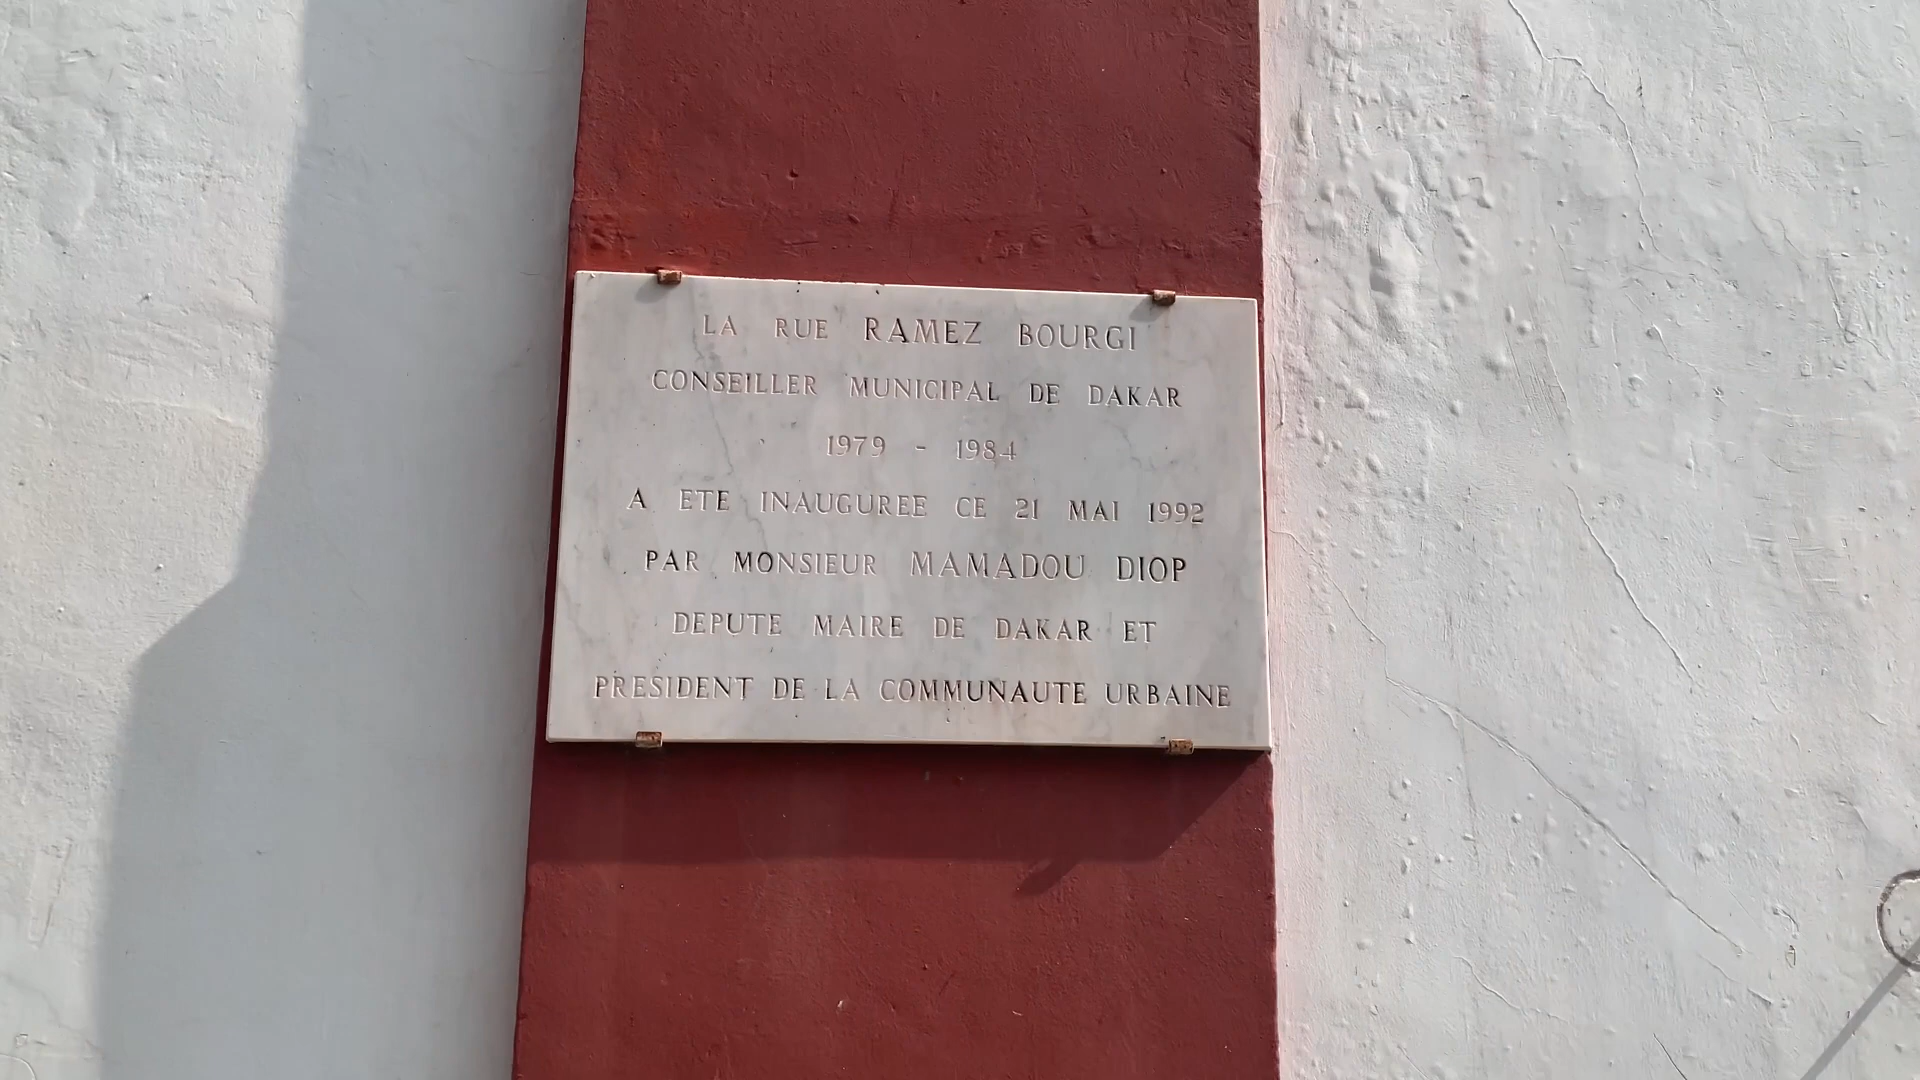 LA RUE RAMEZ BOURGI
CONSEILLER MUNICIPAL DE DAKAR
1979 - 1984
A ETE INAUGUREE CE 21 MAI 1992
PAR MONSIEUR MAMADOU DIOP
DEPUTE MAIRE DE DAKAR ET
PRESIDENT DE LA COMMUNAUTE URBAINE